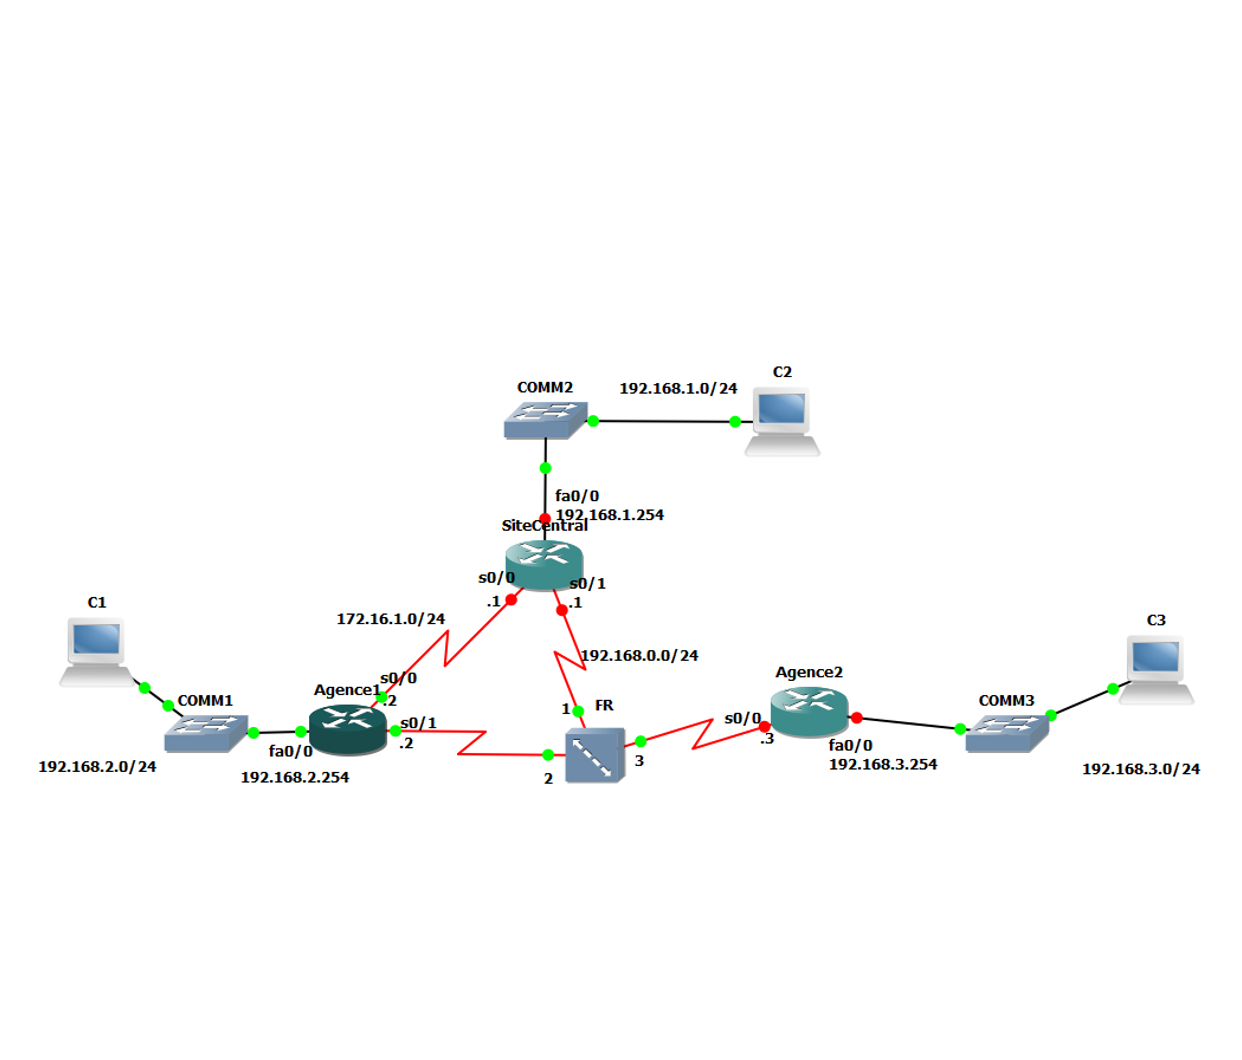 C2
COMM2
192.168.1.0/24
fa0/0
192.168.1.254
SiteCentral
s0/0
s0/1
.1
.1
C1
172.16.1.0/24
C3
192.168.0.0/24
Agence2
s0/0
Agence1
.2
COMM1
COMM3
1
FR
s0/1
s0/0
.2
.3
fa0/0
fa0/0
192.168.2.0/24
192.168.2.254
2
3
192.168.3.254
192.168.3.0/24